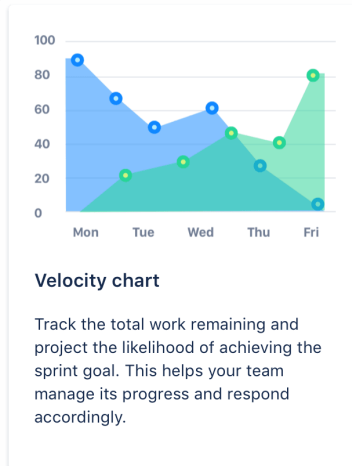 100
80
60
40
20
0
Mon Tue Wed Thu Fri
Velocity chart
Track the total work remaining and
project the likelihood of achieving the
sprint goal. This helps your team
manage its progress and respond
accordingly.